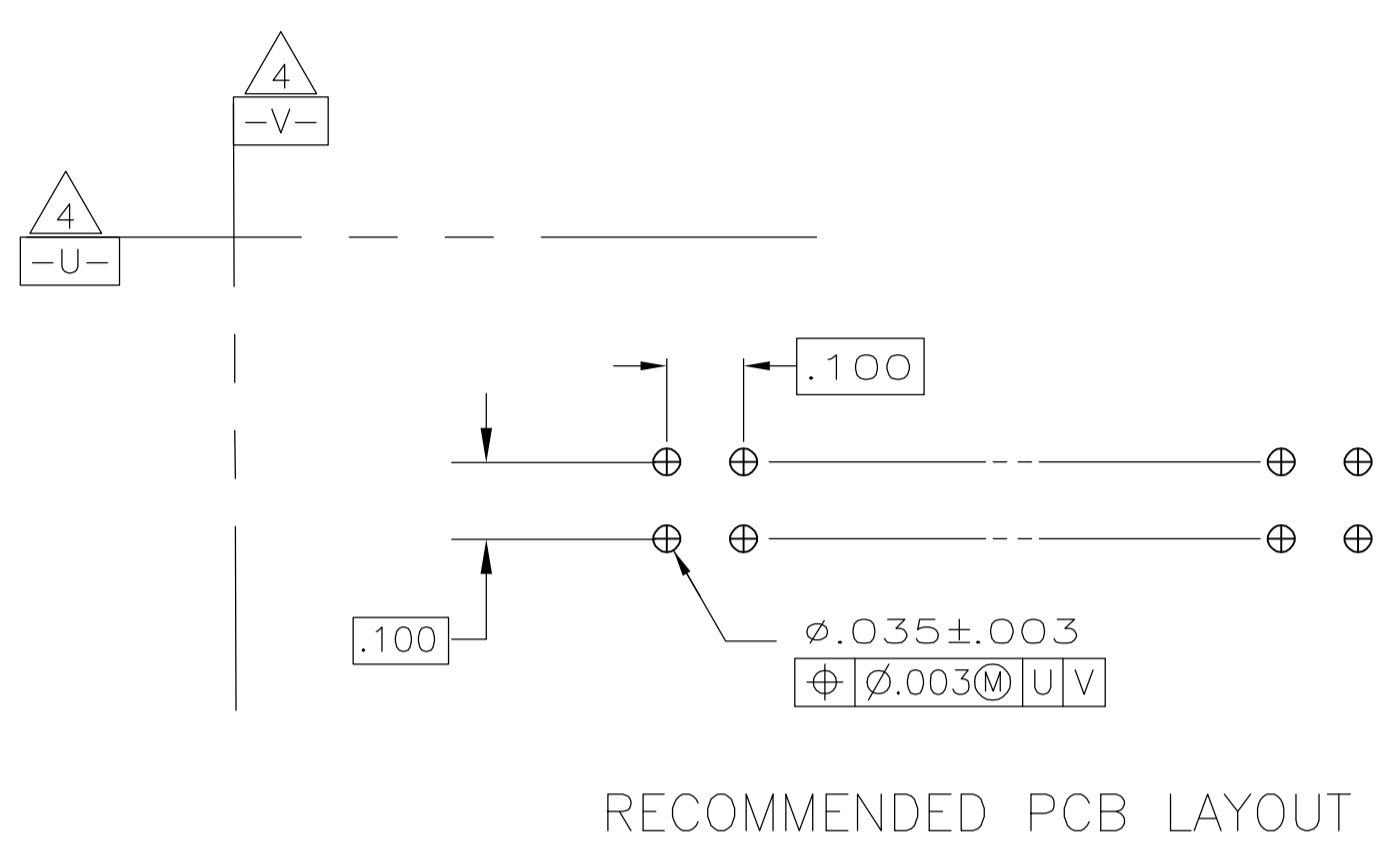 4
-V-
4
-U-
.100
.100
⌀.035±.003
⌖ ⌀.003Ⓜ U V
RECOMMENDED PCB LAYOUT